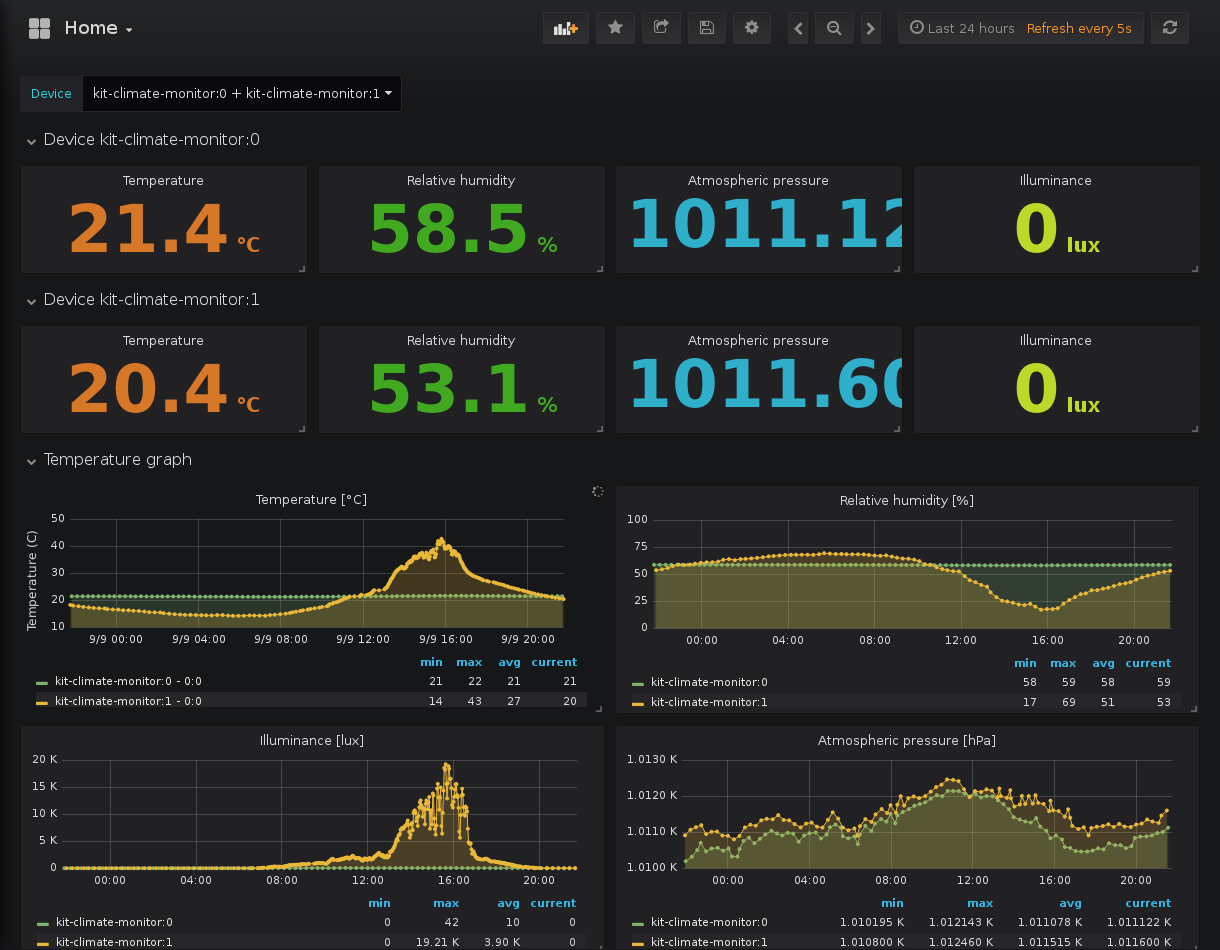 Home
Last 24 hours Refresh every 5s
Device kit-climate-monitor:0 + kit-climate-monitor:1
Device kit-climate-monitor:0
Temperature Relative humidity Atmospheric pressure Illuminance
21.4 °C 58.5 % 1011.12 0 lux
Device kit-climate-monitor:1
Temperature Relative humidity Atmospheric pressure Illuminance
20.4 °C 53.1 % 1011.60 0 lux
Temperature graph
Temperature [°C]
Temperature (C)
50
40
30
20
10
9/9 00:00 9/9 04:00 9/9 08:00 9/9 12:00 9/9 16:00 9/9 20:00
min max avg current
kit-climate-monitor:0 - 0:0 21 22 21 21
kit-climate-monitor:1 - 0:0 14 43 27 20
Relative humidity [%]
100
75
50
25
0
00:00 04:00 08:00 12:00 16:00 20:00
min max avg current
kit-climate-monitor:0 58 59 58 59
kit-climate-monitor:1 17 69 51 53
Illuminance [lux]
20 K
15 K
10 K
5 K
0
00:00 04:00 08:00 12:00 16:00 20:00
min max avg current
kit-climate-monitor:0 0 42 10 0
kit-climate-monitor:1 0 19.21 K 3.90 K 0
Atmospheric pressure [hPa]
1.0130 K
1.0120 K
1.0110 K
1.0100 K
00:00 04:00 08:00 12:00 16:00 20:00
min max avg current
kit-climate-monitor:0 1.010195 K 1.012143 K 1.011078 K 1.011122 K
kit-climate-monitor:1 1.010800 K 1.012460 K 1.011515 K 1.011600 K